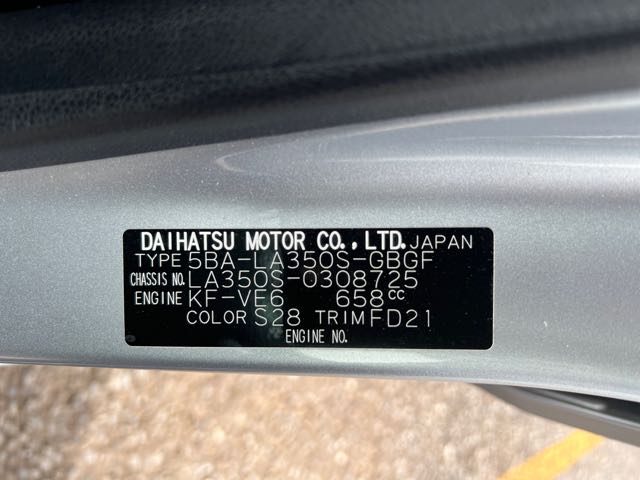 DAIHATSU MOTOR CO., LTD. JAPAN
TYPE 5BA-LA350S-GBGF
CHASSIS NO. LA350S-0308725
ENGINE KF-VE6 658cc
COLOR S28 TRIM FD21
ENGINE NO.